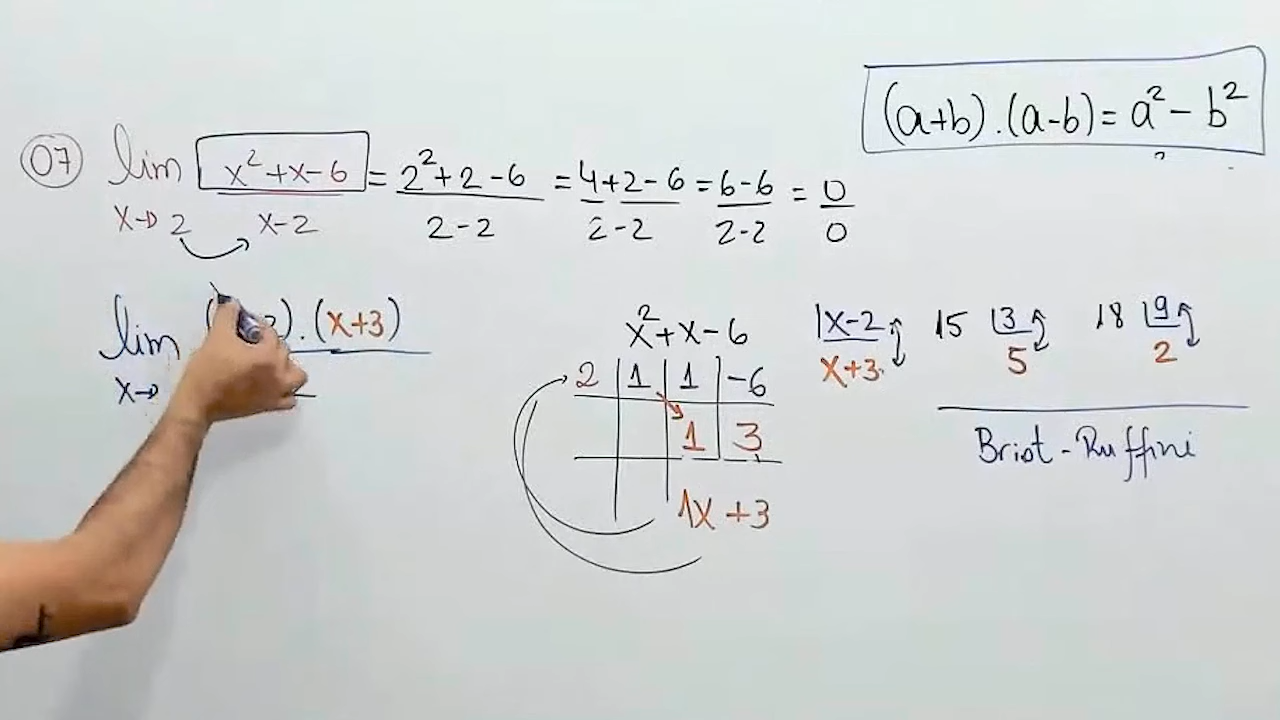 (a+b).(a-b)=a²-b²
07 lim x²+x-6 = 2²+2-6 = 4+2-6 = 6-6 = 0
x→2 x-2 2-2 2-2 2-2 0
lim ( ).(x+3)
x→
x²+x-6
2 1 1 -6
1 3
1x+3
x-2
x+3
15 3
5
18 9
2
Briot-Ruffini